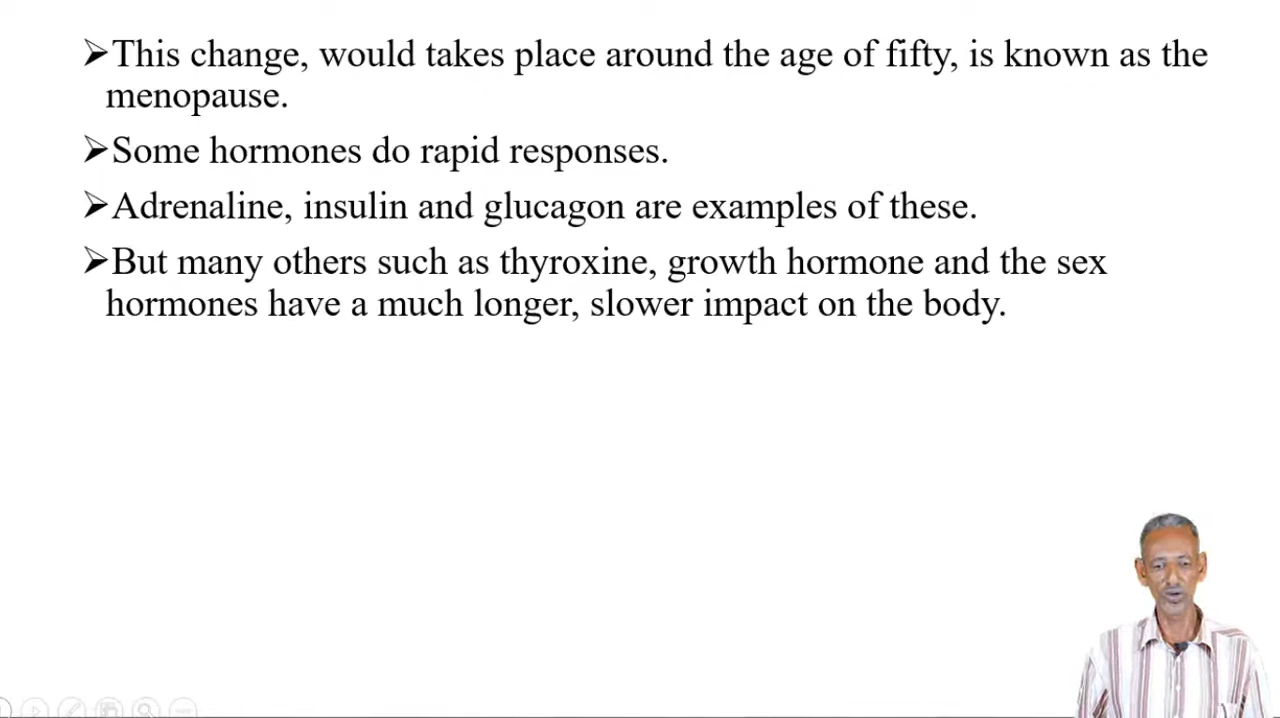 ➢This change, would takes place around the age of fifty, is known as the
menopause.
➢Some hormones do rapid responses.
➢Adrenaline, insulin and glucagon are examples of these.
➢But many others such as thyroxine, growth hormone and the sex
hormones have a much longer, slower impact on the body.